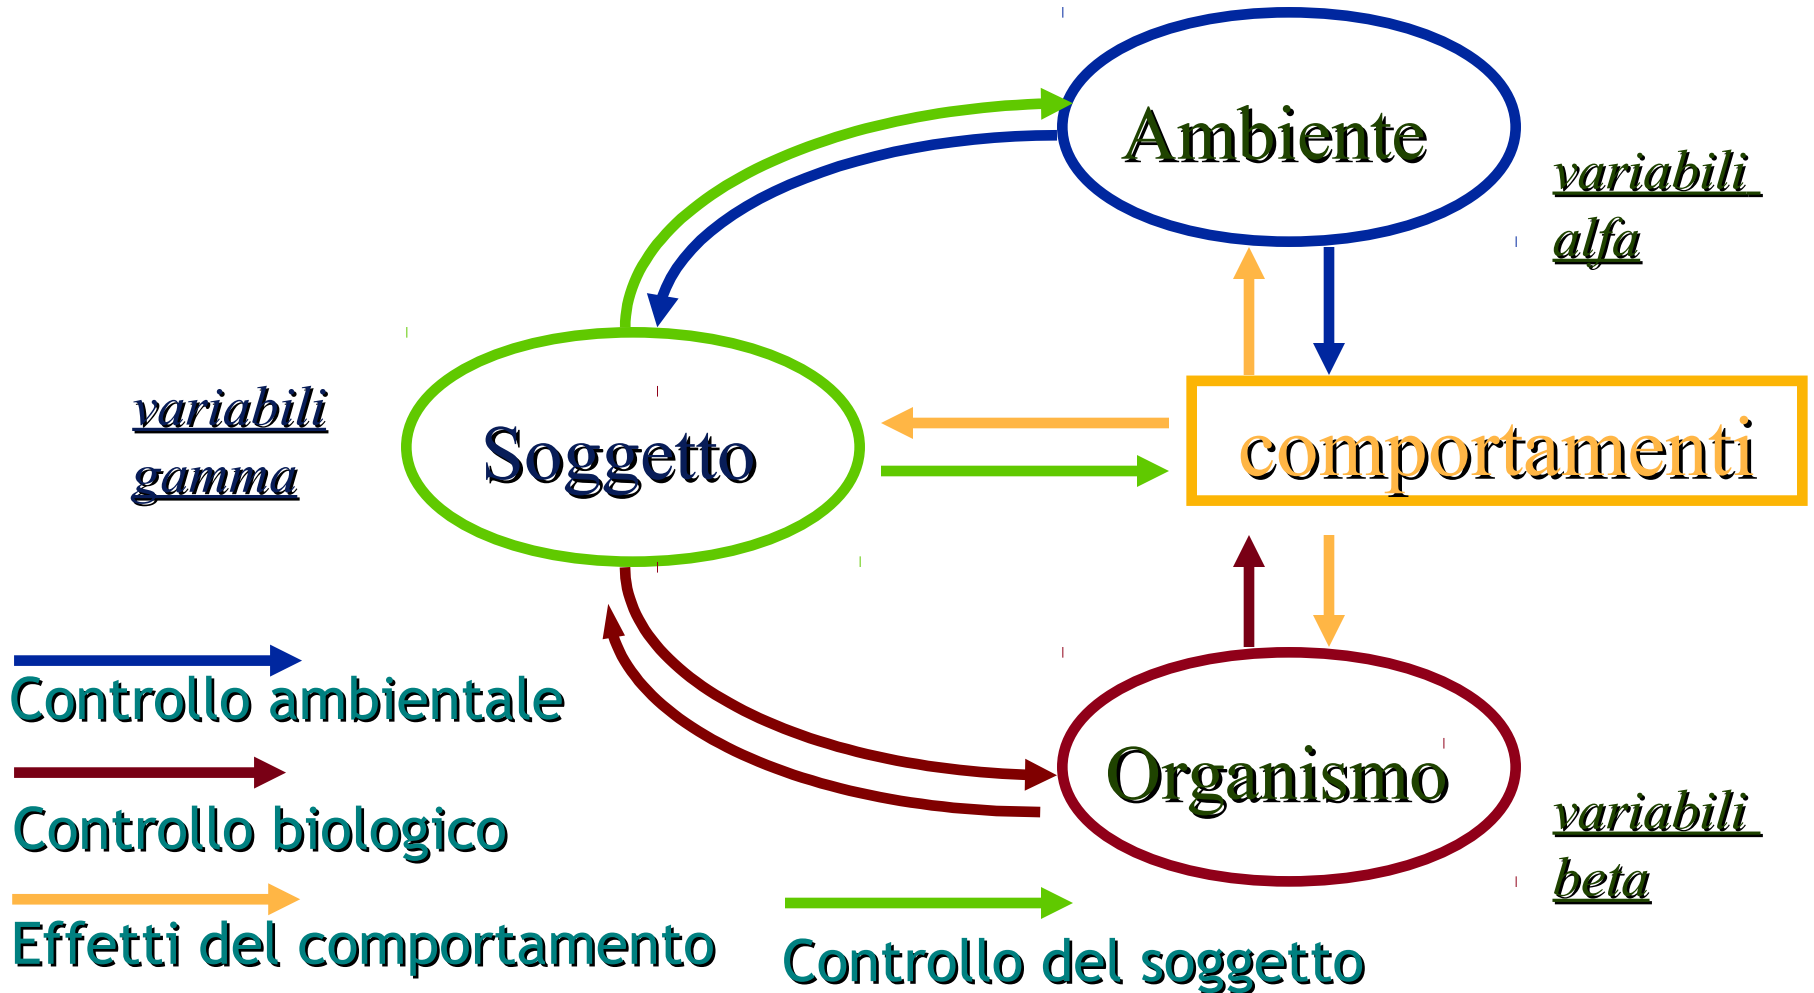 Ambiente
variabili
alfa
variabili
gamma
Soggetto
comportamenti
Controllo ambientale
Organismo
Controllo biologico
variabili
beta
Effetti del comportamento
Controllo del soggetto